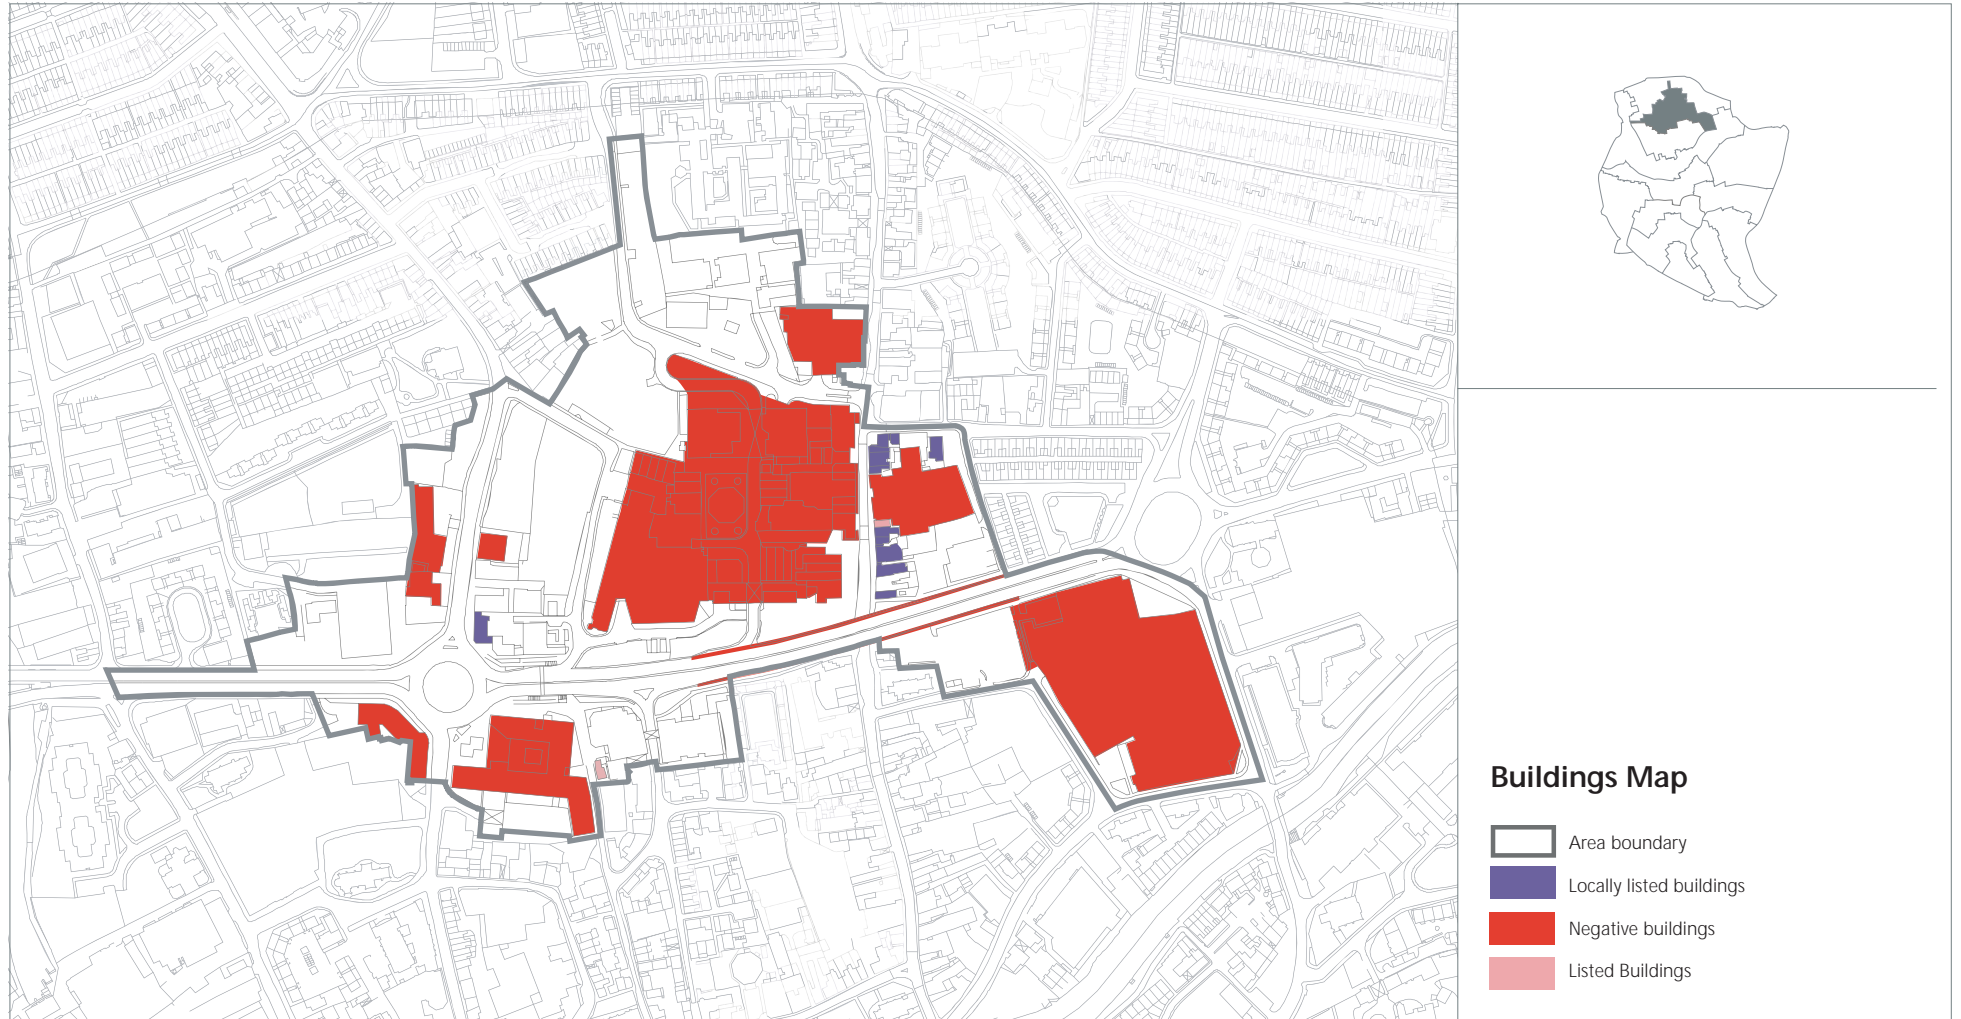 Buildings Map
Area boundary
Locally listed buildings
Negative buildings
Listed Buildings